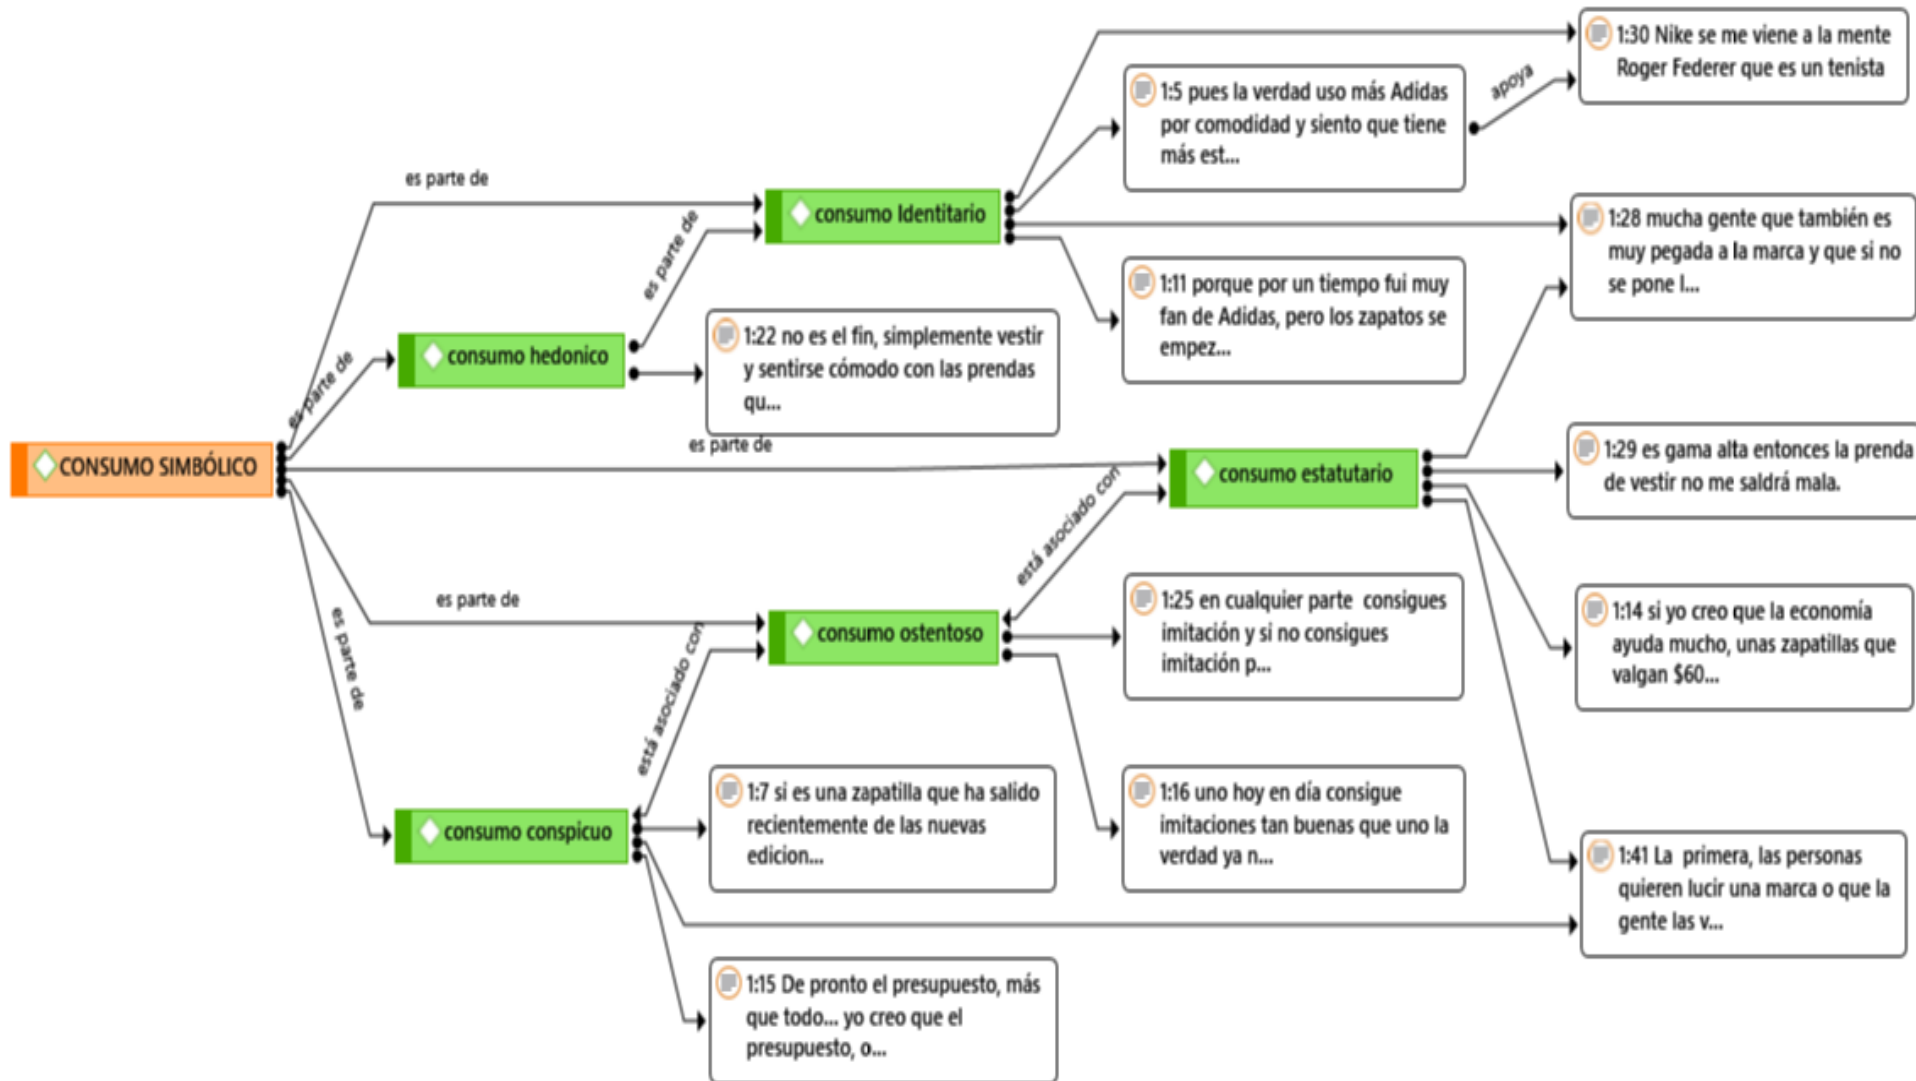 1:30 Nike se me viene a la mente
Roger Federer que es un tenista
1:5 pues la verdad uso más Adidas
por comodidad y siento que tiene
más est...
apoya
es parte de
consumo Identitario
1:28 mucha gente que también es
muy pegada a la marca y que si no
se pone l...
es parte de
1:11 porque por un tiempo fui muy
fan de Adidas, pero los zapatos se
empez...
consumo hedonico
1:22 no es el fin, simplemente vestir
y sentirse cómodo con las prendas
qu...
es parte de
es parte de
CONSUMO SIMBÓLICO
consumo estatutario
1:29 es gama alta entonces la prenda
de vestir no me saldrá mala.
está asociado con
es parte de
consumo ostentoso
1:25 en cualquier parte consigues
imitación y si no consigues
imitación p...
1:14 si yo creo que la economía
ayuda mucho, unas zapatillas que
valgan $60...
es parte de
está asociado con
consumo conspicuo
1:7 si es una zapatilla que ha salido
recientemente de las nuevas
edicion...
1:16 uno hoy en día consigue
imitaciones tan buenas que uno la
verdad ya n...
1:41 La primera, las personas
quieren lucir una marca o que la
gente las v...
1:15 De pronto el presupuesto, más
que todo... yo creo que el
presupuesto, o...